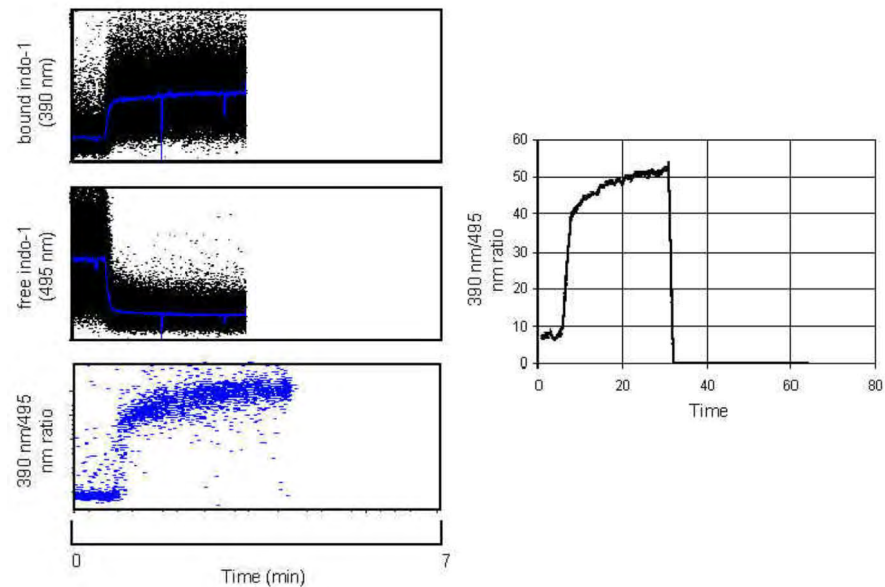 bound indo-1
(390 nm)
free indo-1
(495 nm)
390 nm/495
nm ratio
0
7
Time (min)
390 nm/495
nm ratio
60
50
40
30
20
10
0
0
20
40
60
80
Time